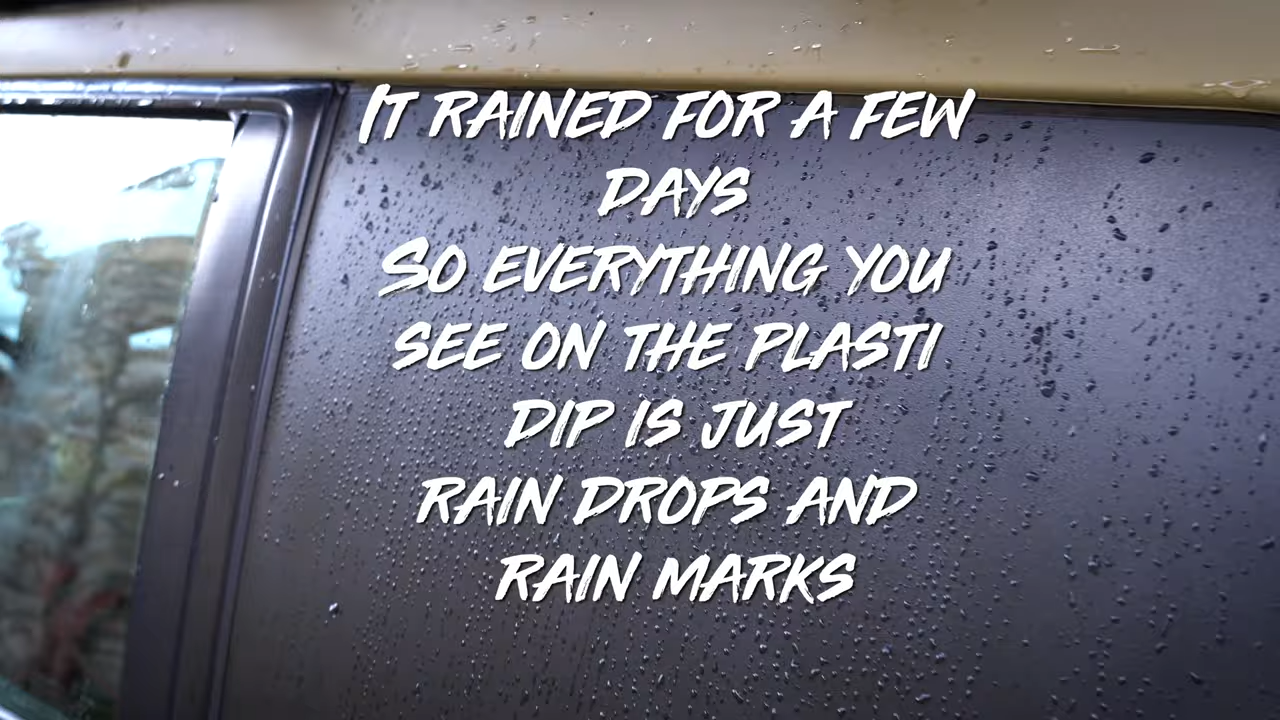 It rained for a few
days
So everything you
see on the Plasti
Dip is just
rain drops and
rain marks